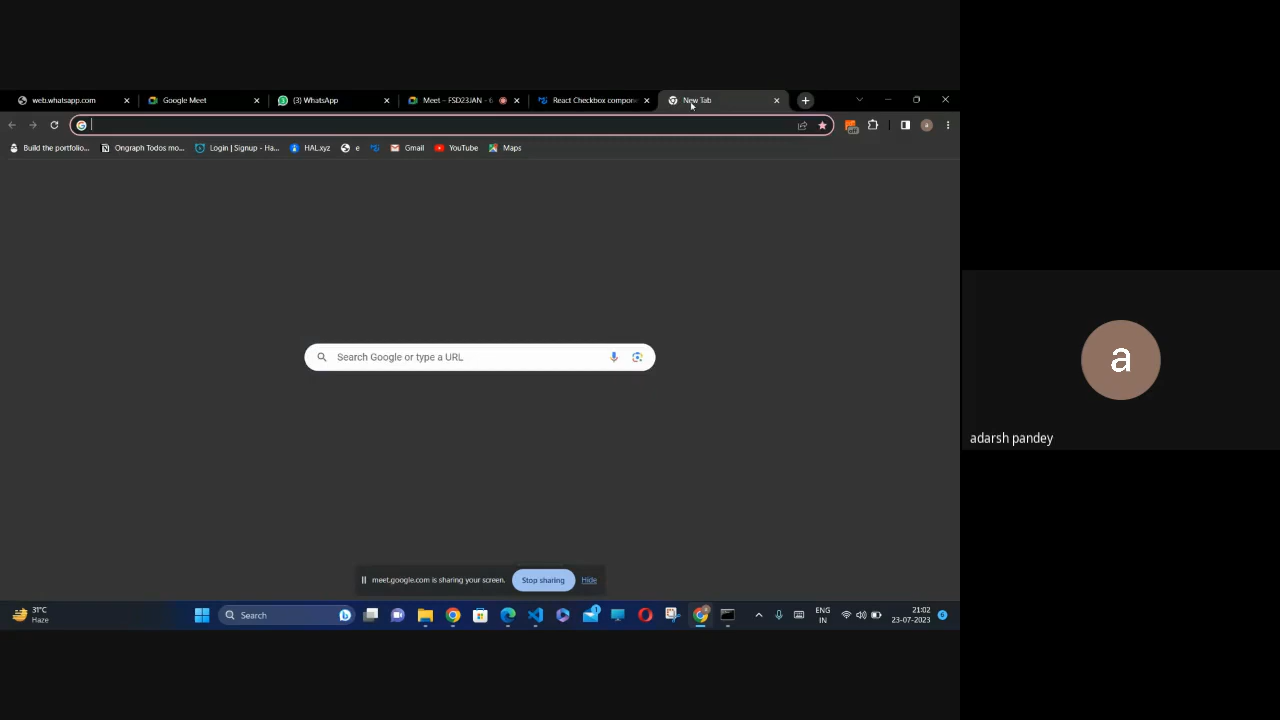 web.whatsapp.com
Google Meet
(3) WhatsApp
Meet – FSD23JAN - 6
React Checkbox compon
New Tab
Build the portfolio...
Ongraph Todos mo...
Login | Signup - Ha...
HAL.xyz
e
Gmail
YouTube
Maps
Search Google or type a URL
a
adarsh pandey
meet.google.com is sharing your screen.
Stop sharing
Hide
31°C
Haze
Search
ENG
IN
21:02
23-07-2023